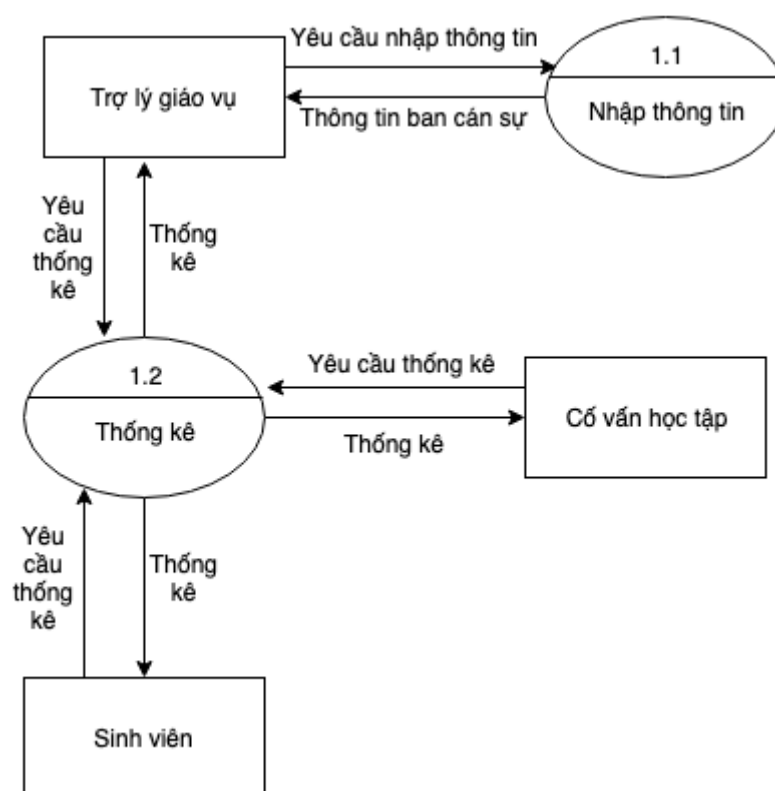 Yêu cầu nhập thông tin
1.1
Trợ lý giáo vụ
Thông tin ban cán sự
Nhập thông tin
Yêu
cầu
thống
kê
Thống
kê
1.2
Yêu cầu thống kê
Thống kê
Cố vấn học tập
Thống kê
Yêu
cầu
thống
kê
Thống
kê
Sinh viên